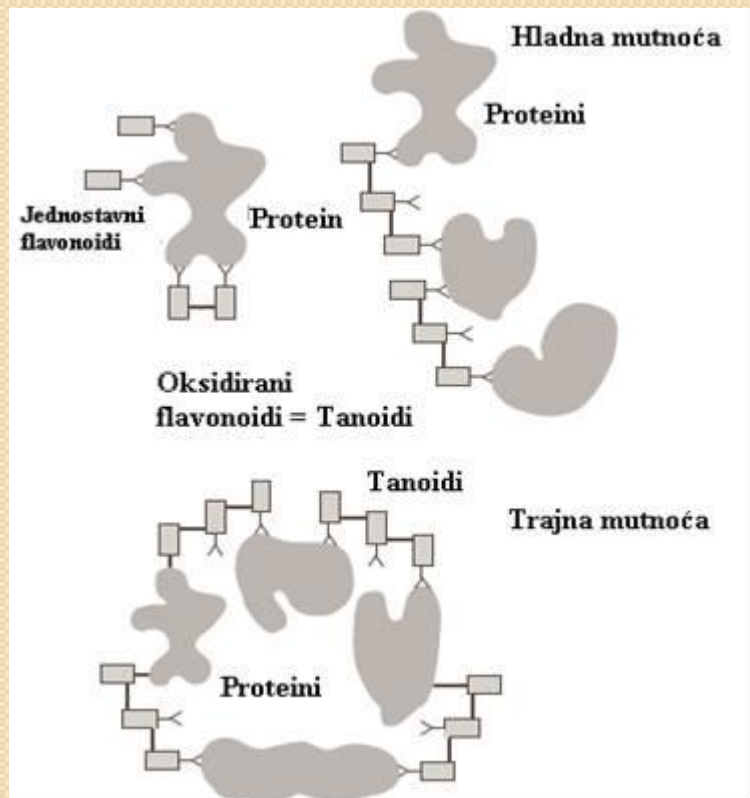 Hladna mutnoća
Proteini
Jednostavni
flavonoidi
Protein
Oksidirani
flavonoidi = Tanoidi
Tanoidi
Trajna mutnoća
Proteini